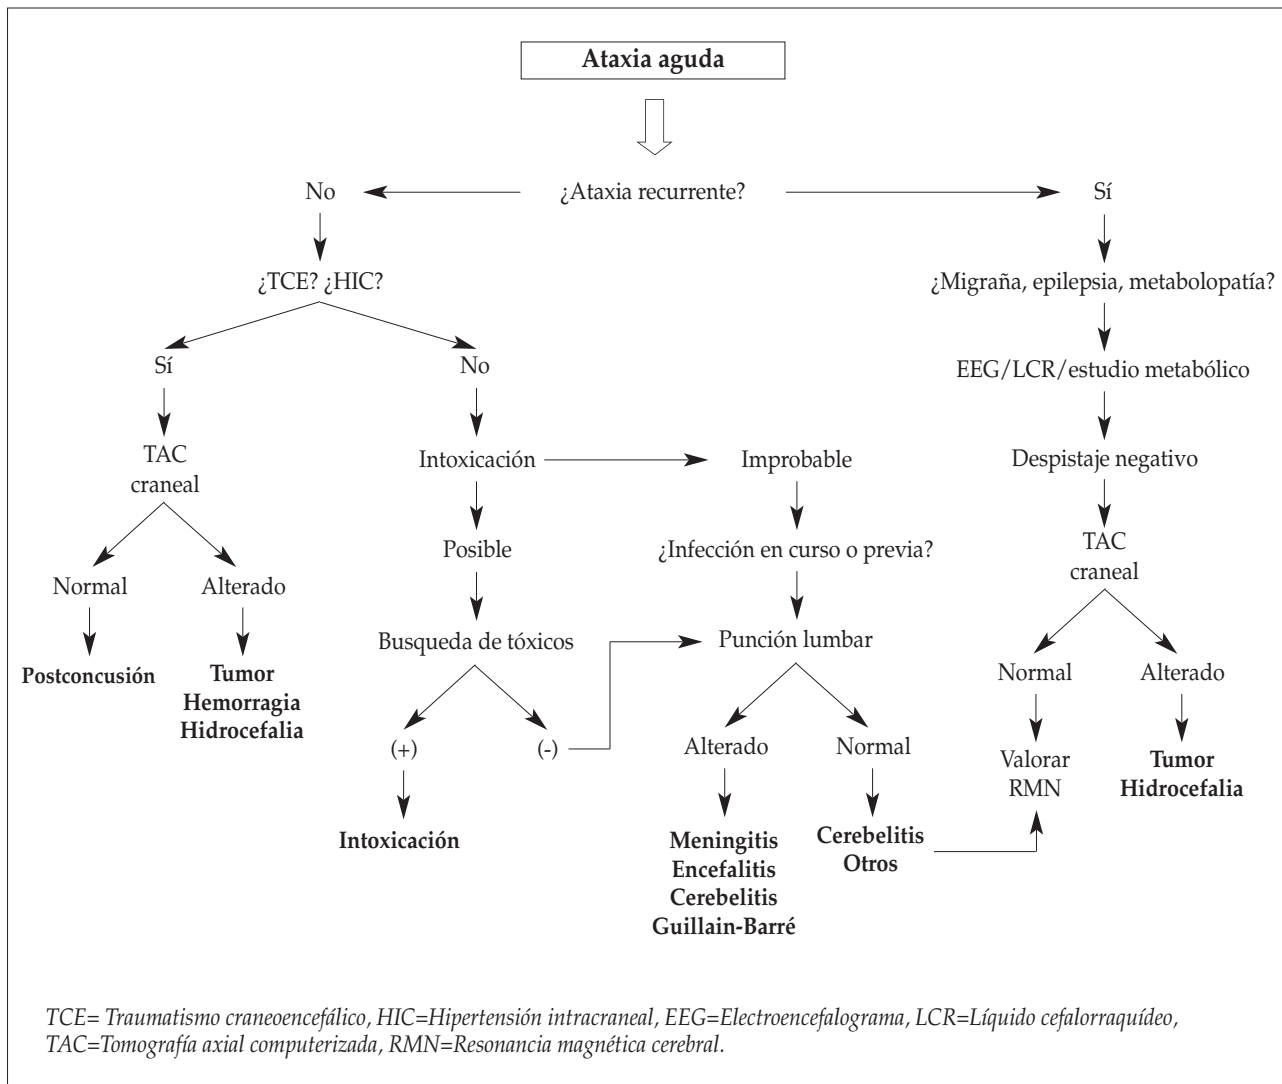 Ataxia aguda
No
¿Ataxia recurrente?
Sí
¿TCE? ¿HIC?
¿Migraña, epilepsia, metabolopatía?
Sí
No
EEG/LCR/estudio metabólico
TAC
craneal
Intoxicación
Improbable
Despistaje negativo
Posible
¿Infección en curso o previa?
TAC
craneal
Normal
Alterado
Busqueda de tóxicos
Punción lumbar
Postconcusión
Tumor
Hemorragia
Hidrocefalia
Normal
Alterado
(+)
(-)
Alterado
Normal
Valorar
RMN
Tumor
Hidrocefalia
Intoxicación
Meningitis
Encefalitis
Cerebelitis
Guillain-Barré
Cerebelitis
Otros
TCE= Traumatismo craneoencefálico, HIC=Hipertensión intracraneal, EEG=Electroencefalograma, LCR=Líquido cefalorraquídeo,
TAC=Tomografía axial computerizada, RMN=Resonancia magnética cerebral.